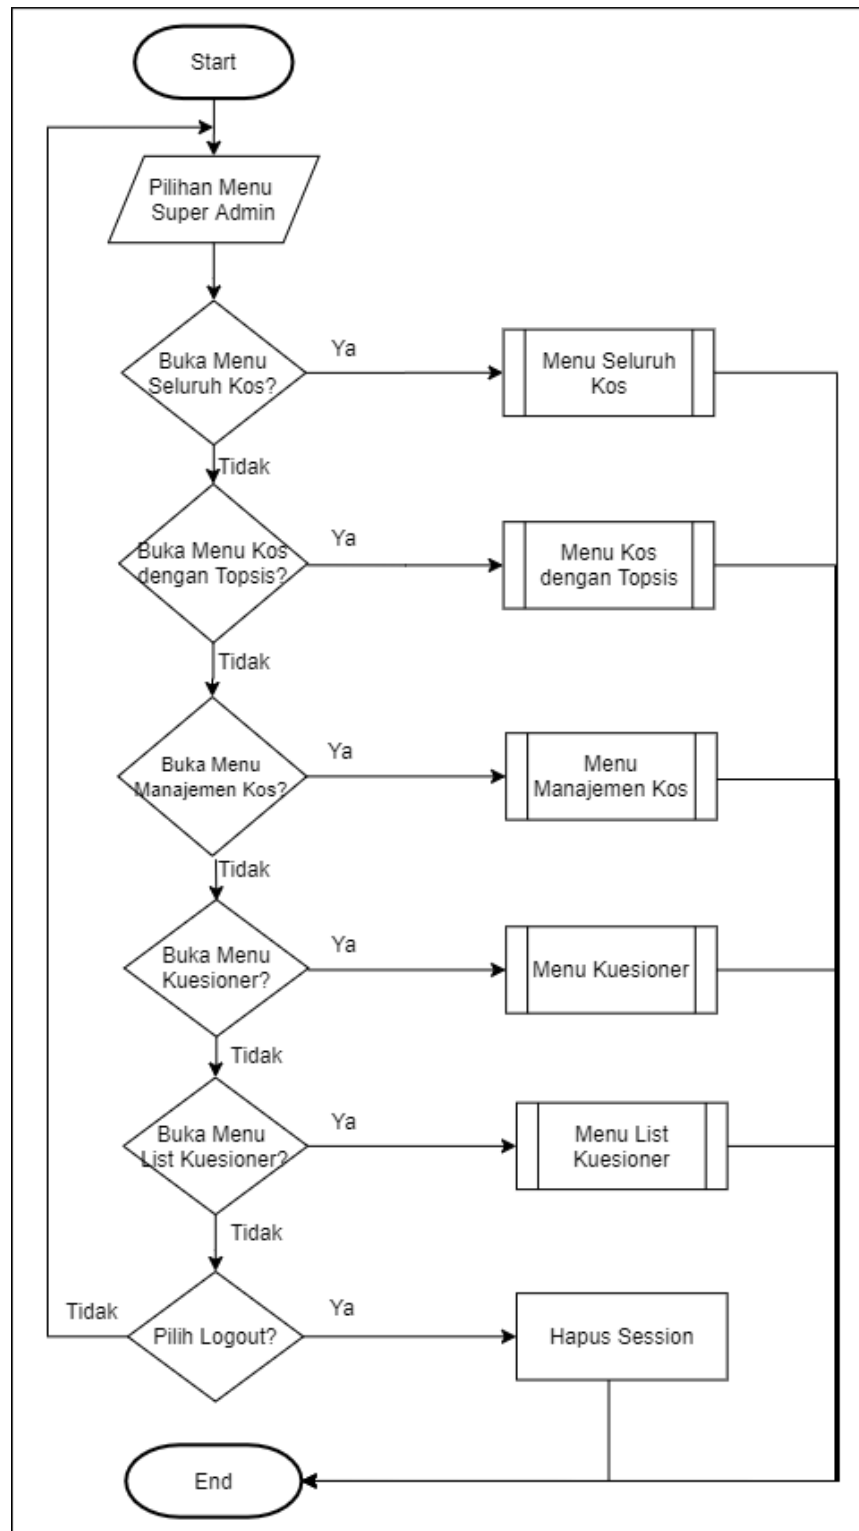 Start
Pilihan Menu
Super Admin
Buka Menu
Seluruh Kos?
Ya
Menu Seluruh
Kos
Tidak
Buka Menu Kos
dengan Topsis?
Ya
Menu Kos
dengan Topsis
Tidak
Buka Menu
Manajemen Kos?
Ya
Menu
Manajemen Kos
Tidak
Buka Menu
Kuesioner?
Ya
Menu Kuesioner
Tidak
Buka Menu
List Kuesioner?
Ya
Menu List
Kuesioner
Tidak
Tidak
Pilih Logout?
Ya
Hapus Session
End